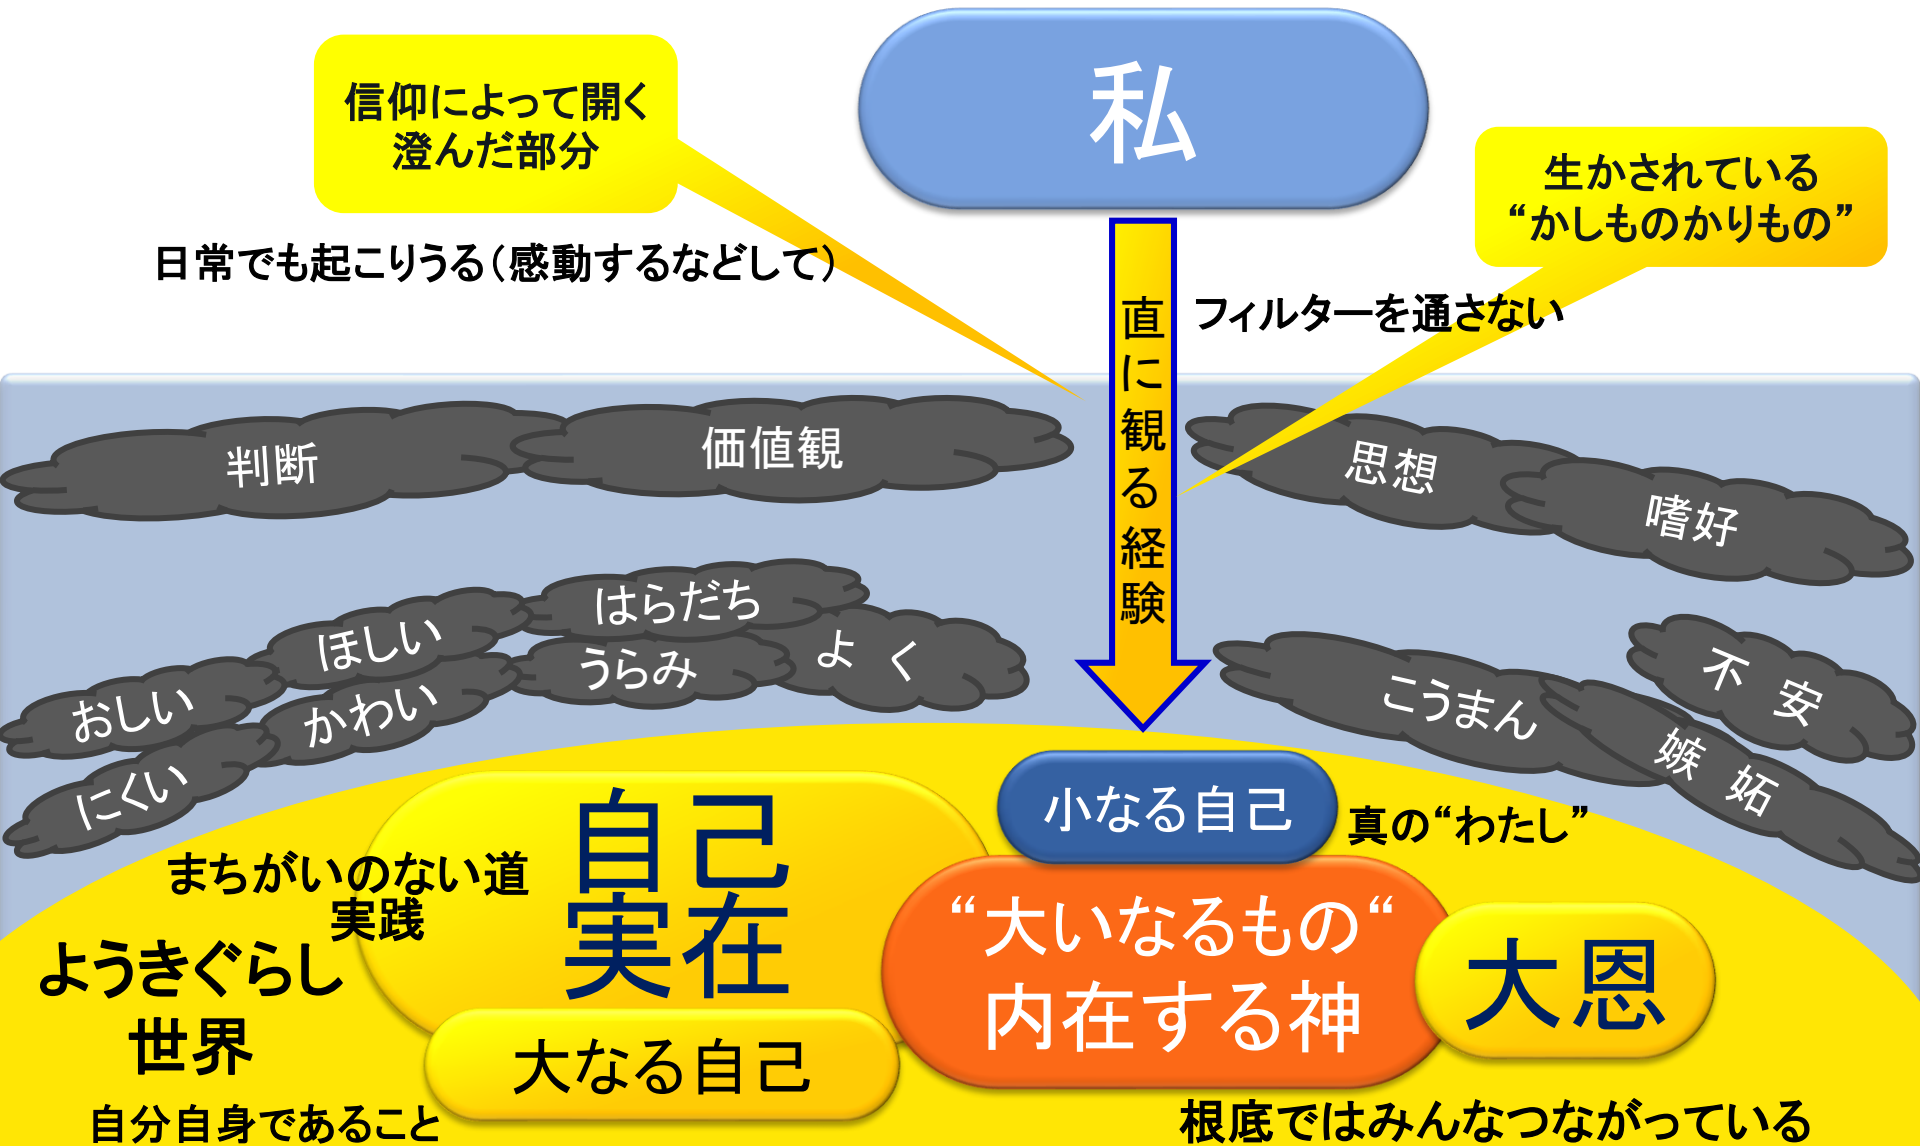 私
信仰によって開く
澄んだ部分
日常でも起こりうる（感動するなどして）
生かされている
“かしものかりもの”
フィルターを通さない
直に観る経験
判断
価値観
思想
嗜好
はらだち
ほしい
よく
うらみ
おしい
かわい
にくい
こうまん
不安
嫉妬
小なる自己
真の“わたし”
自己
実在
まちがいのない道
実践
“大いなるもの“
内在する神
大恩
ようきぐらし
世界
大なる自己
自分自身であること
根底ではみんなつながっている